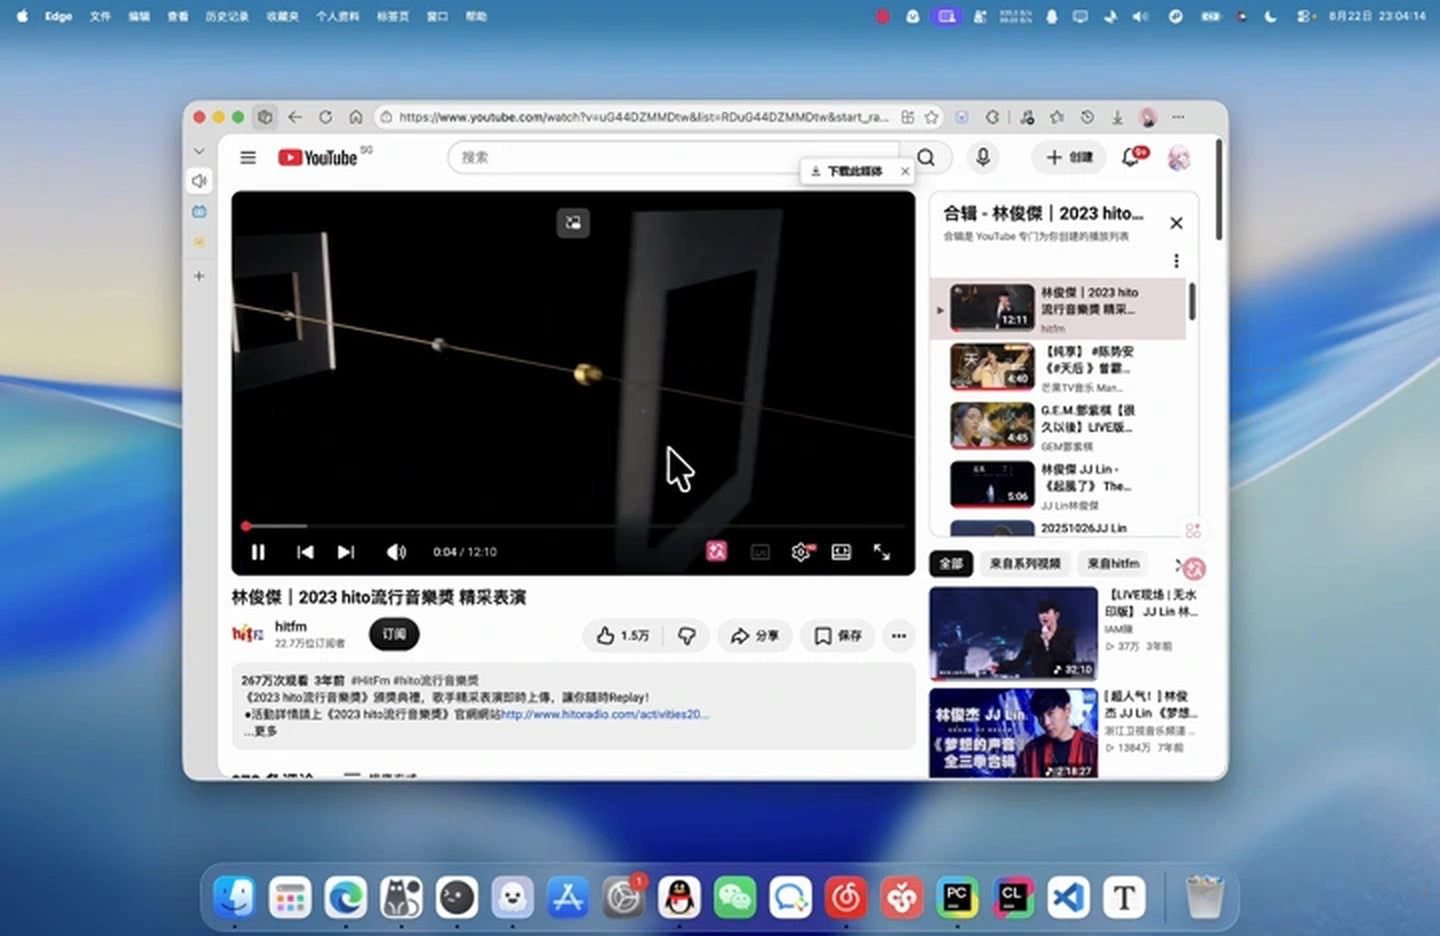 Edge 文件 编辑 查看 历史记录 收藏夹 个人资料 标签页 窗口 帮助
8月22日 23:04:14
https://www.youtube.com/watch?v=uG44DZMMDtw&list=RDuG44DZMMDtw&start_ra...
YouTube SG
搜索
创建
9+
下载此媒体
0:04 / 12:10
林俊傑｜2023 hito流行音樂獎 精采表演
hitfm
22.7万位订阅者
订阅
1.5万
分享
保存
267万次观看 3年前 #HitFm #hito流行音樂獎
《2023 hito流行音樂獎》頒獎典禮，歌手精采表演即時上傳，讓你隨時Replay！
●活動詳情請上《2023 hito流行音樂獎》官網網站http://www.hitoradio.com/activities20...
...更多
合辑 - 林俊傑｜2023 hito...
合辑是 YouTube 专门为你创建的播放列表
12:11
林俊傑｜2023 hito
流行音樂獎 精采...
hitfm
4:40
【纯享】 #陈势安
《#天后 》曾霸...
芒果TV音乐 Man...
4:45
G.E.M.鄧紫棋【很
久以後】LIVE版...
GEM鄧紫棋
5:06
林俊傑 JJ Lin -
《起風了》 The...
JJ Lin林俊傑
20251026JJ Lin
全部
来自系列视频
来自hitfm
32:10
【LIVE现场 | 无水
印版】 JJ Lin 林...
37万 3年前
林俊杰 JJ Lin
《梦想的声音》
全三季合辑
2:18:27
[ 超人气！] 林俊
杰 JJ Lin 《梦想...
浙江卫视音乐频道 ...
1384万 7年前
1
PC
CL
T